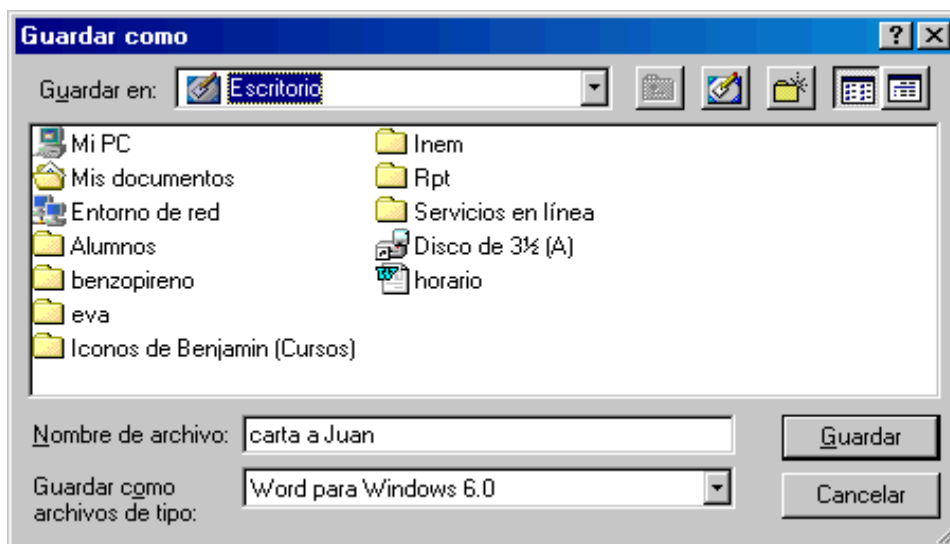 Guardar como
Guardar en: Escritorio
Mi PC
Mis documentos
Entorno de red
Alumnos
benzopireno
eva
Iconos de Benjamin (Cursos)
Inem
Rpt
Servicios en línea
Disco de 3½ (A)
horario
Nombre de archivo: carta a Juan
Guardar
Guardar como
archivos de tipo:
Word para Windows 6.0
Cancelar